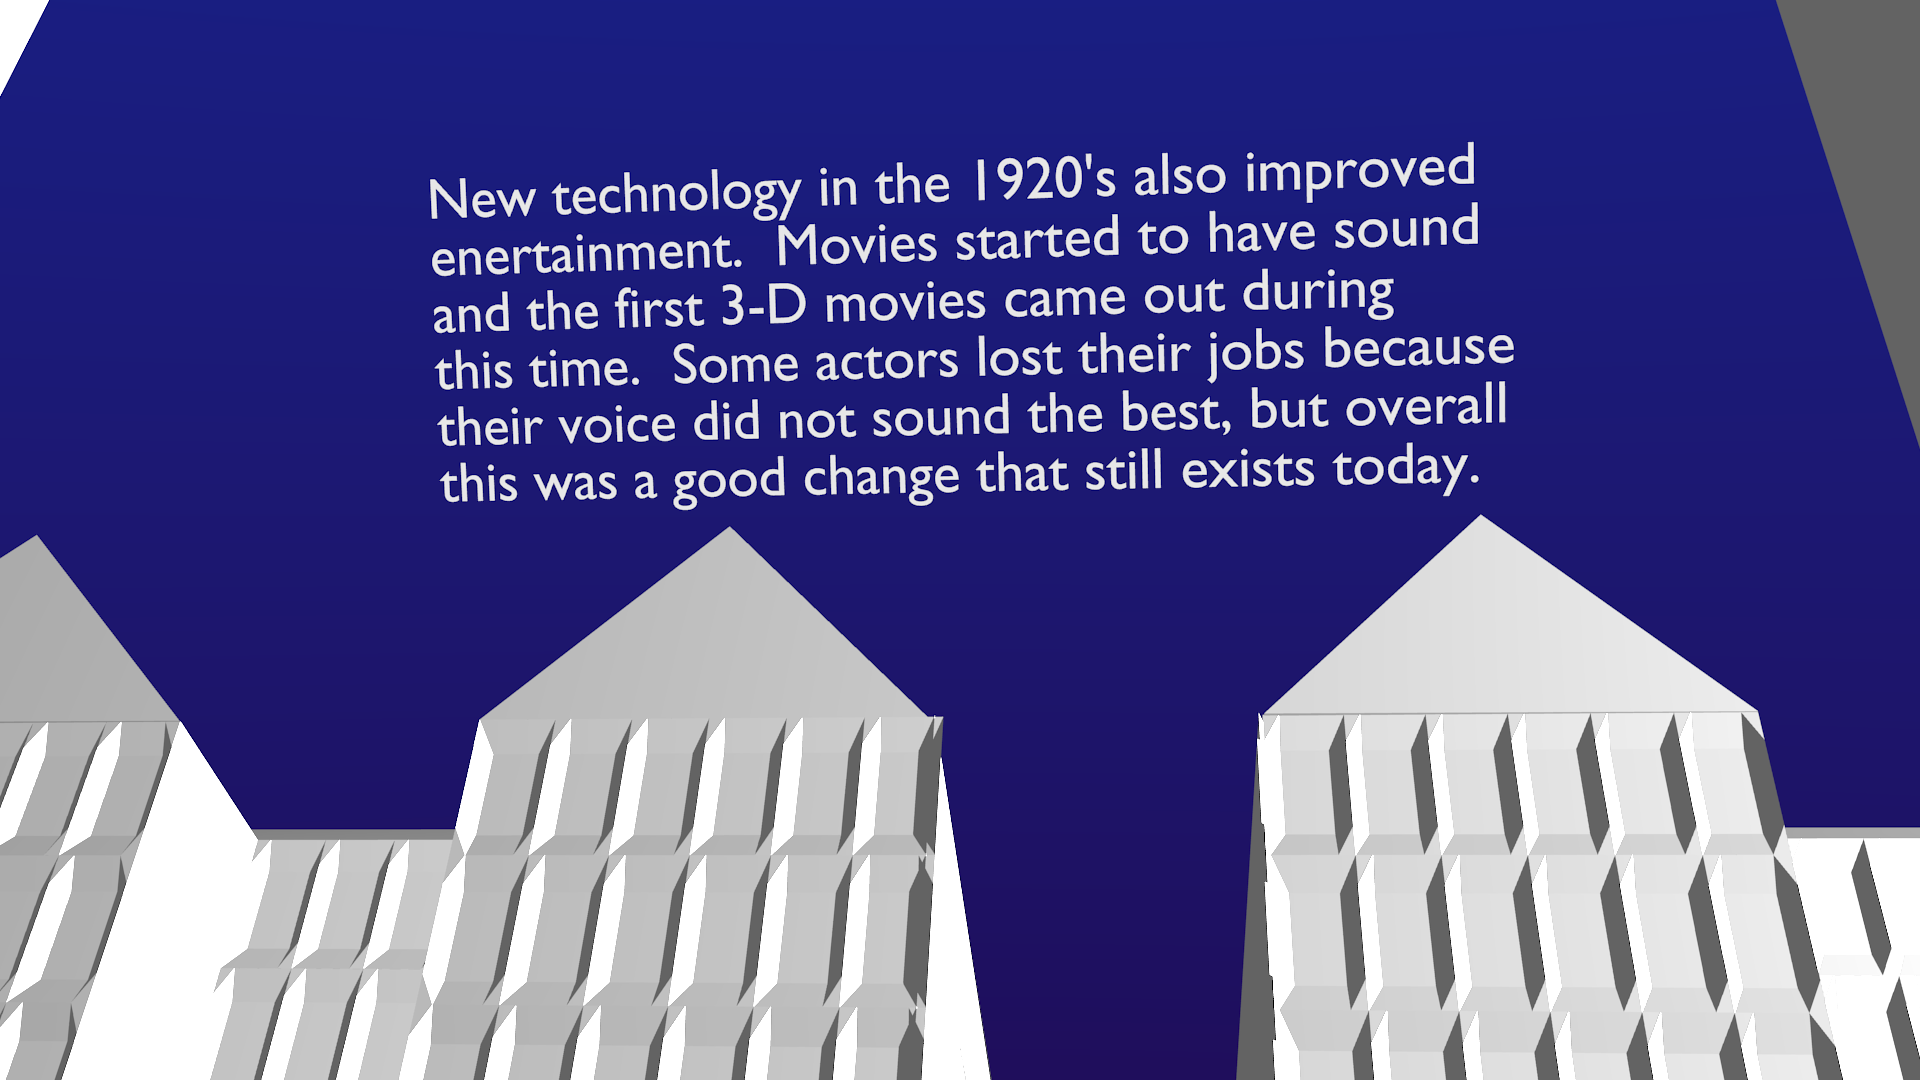 New technology in the 1920's also improved
enertainment.  Movies started to have sound
and the first 3-D movies came out during
this time.  Some actors lost their jobs because
their voice did not sound the best, but overall
this was a good change that still exists today.